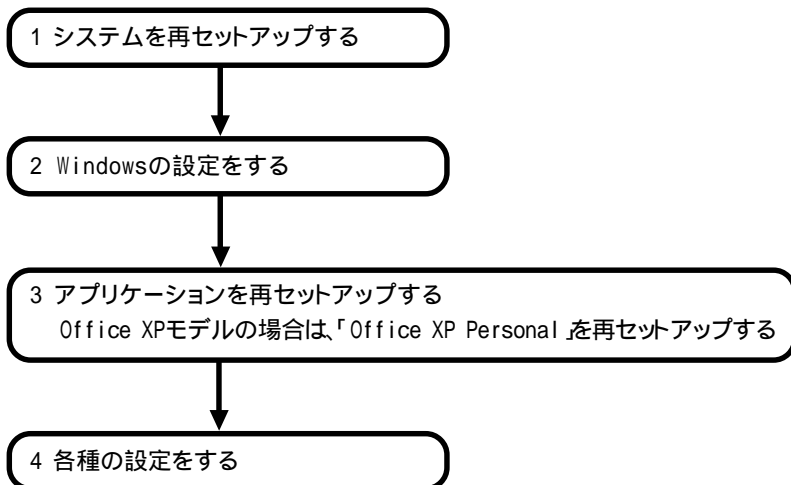 1 システムを再セットアップする
2 Windowsの設定をする
3 アプリケーションを再セットアップする
Office XPモデルの場合は、「Office XP Personal」を再セットアップする
4 各種の設定をする